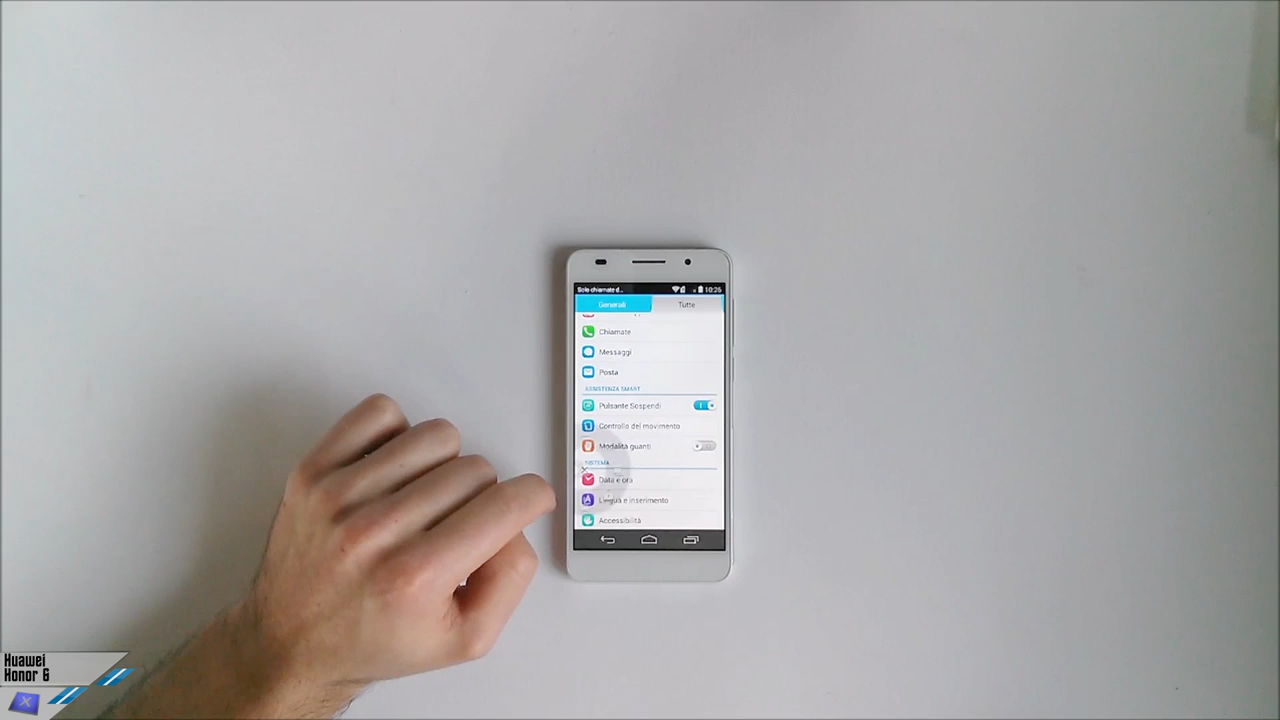 Solo chiamate d...
10:26
Generali
Tutte
Chiamate
Messaggi
Posta
ASSISTENZA SMART
Pulsante Sospendi
Controllo del movimento
Modalità guanti
SISTEMA
Data e ora
Lingua e inserimento
Accessibilità
Huawei
Honor 6
X